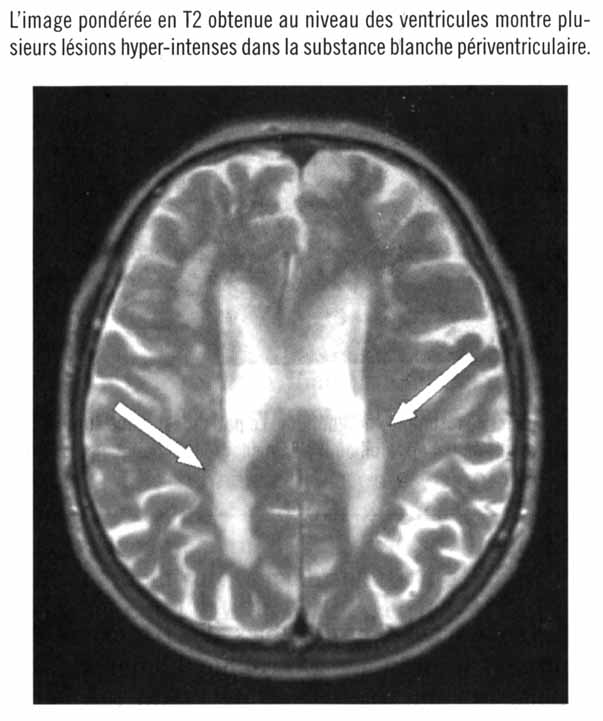 L'image pondérée en T2 obtenue au niveau des ventricules montre plu-
sieurs lésions hyper-intenses dans la substance blanche périventriculaire.